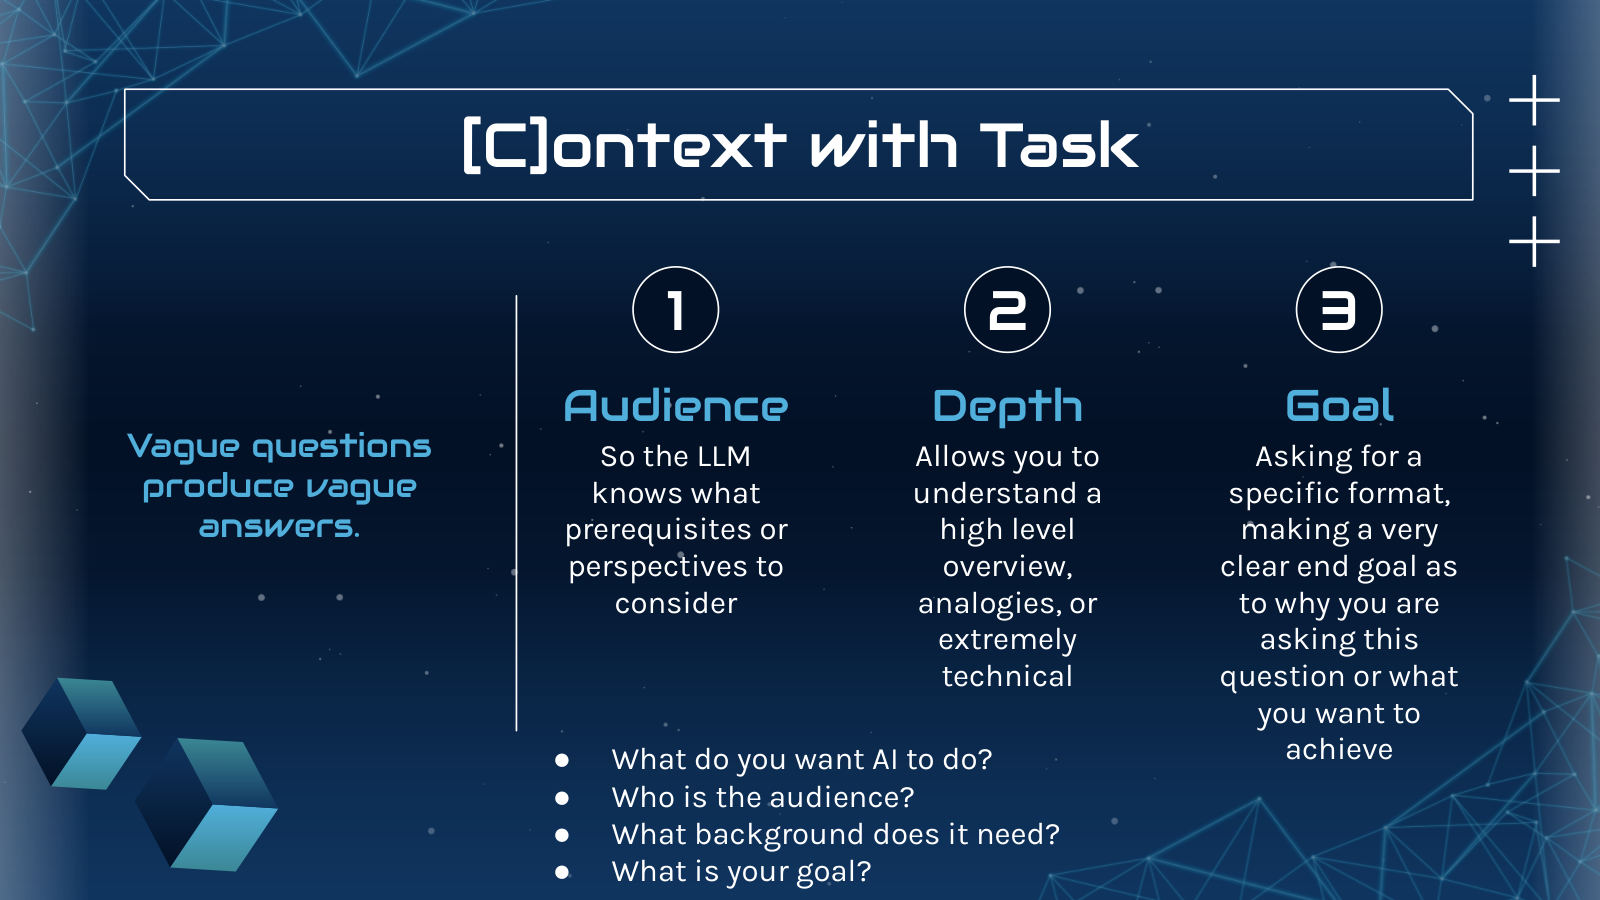 [C]ontext with Task
Vague questions
produce vague
answers.
1
Audience
So the LLM
knows what
prerequisites or
perspectives to
consider
2
Depth
Allows you to
understand a
high level
overview,
analogies, or
extremely
technical
3
Goal
Asking for a
specific format,
making a very
clear end goal as
to why you are
asking this
question or what
you want to
achieve
● What do you want AI to do?
● Who is the audience?
● What background does it need?
● What is your goal?